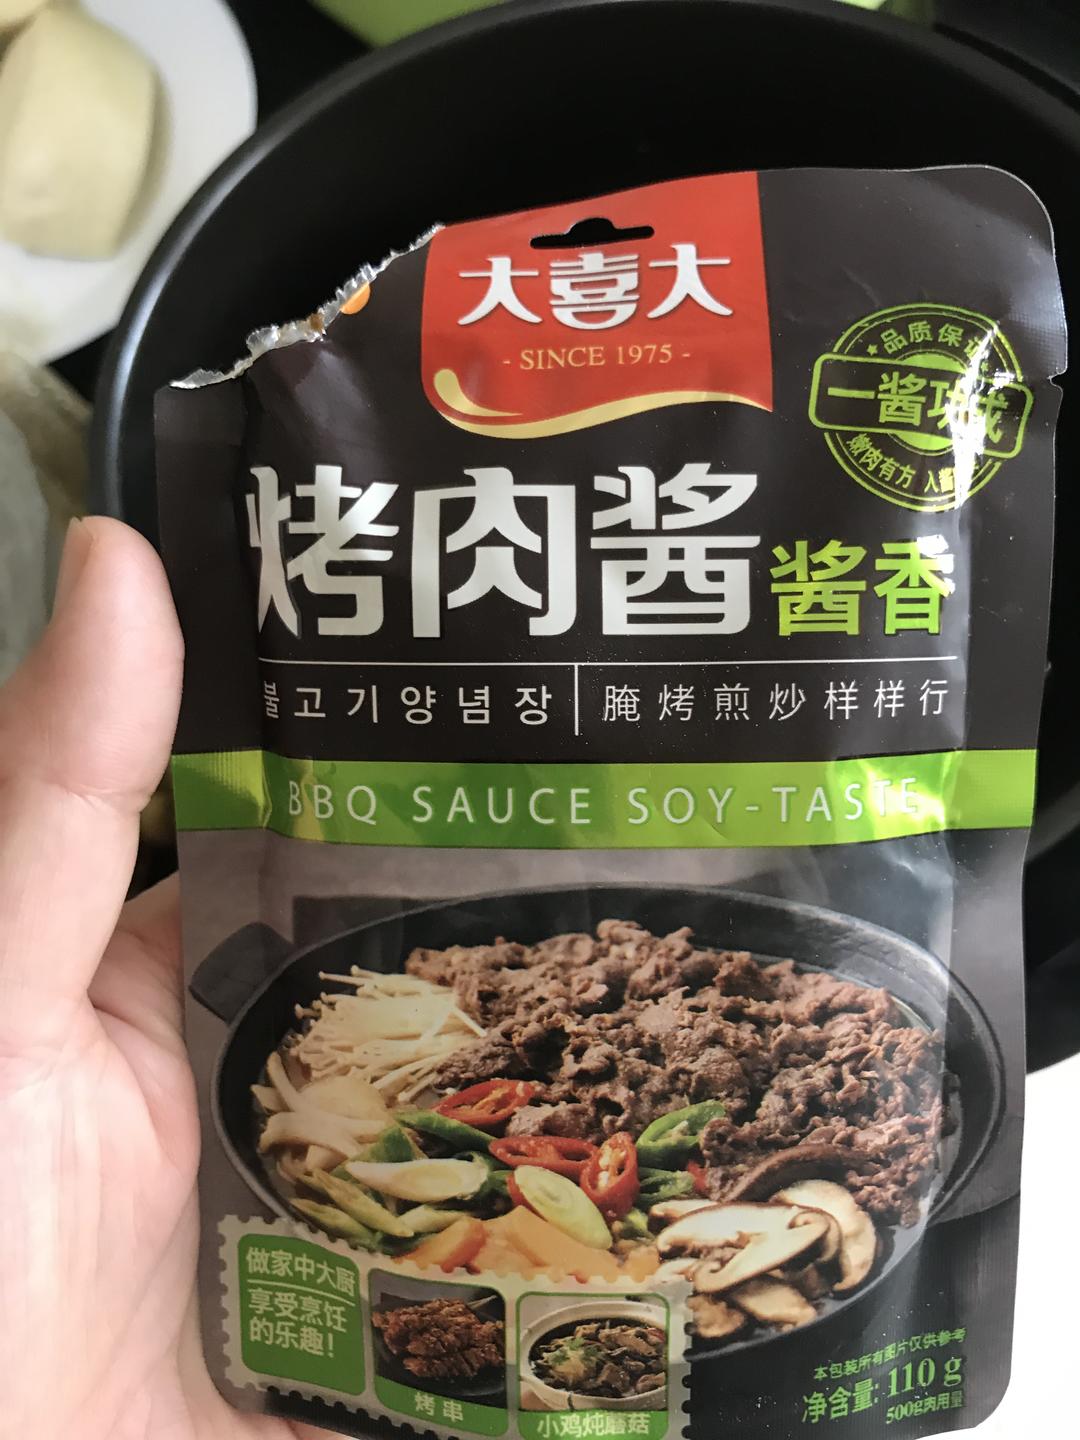 大喜大
- SINCE 1975 -
品质保证
一酱功成
嫩肉有方 入酱
烤肉酱 酱香
불고기양념장 腌烤煎炒样样行
BBQ SAUCE SOY-TASTE
做家中大厨
享受烹饪
的乐趣!
烤串
小鸡炖蘑菇
本包装所有图片仅供参考
净含量: 110 g
500g肉用量